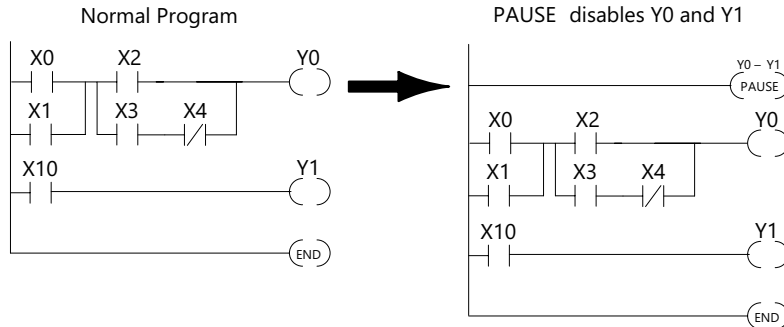 Normal Program
X0 X2 Y0
X1 X3 X4
X10 Y1
END
PAUSE disables Y0 and Y1
Y0 – Y1
PAUSE
X0 X2 Y0
X1 X3 X4
X10 Y1
END